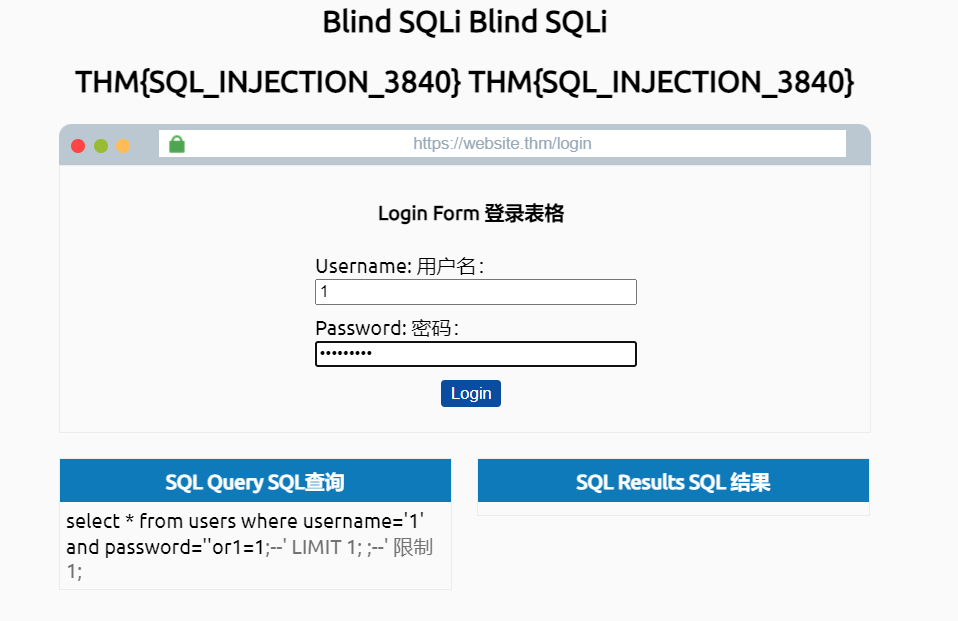 Blind SQLi Blind SQLi
THM{SQL_INJECTION_3840} THM{SQL_INJECTION_3840}
https://website.thm/login
Login Form 登录表格
Username: 用户名：
1
Password: 密码：
•••••••••
Login
SQL Query SQL查询
select * from users where username='1'
and password=''or1=1;--' LIMIT 1; ;--' 限制
1;
SQL Results SQL 结果